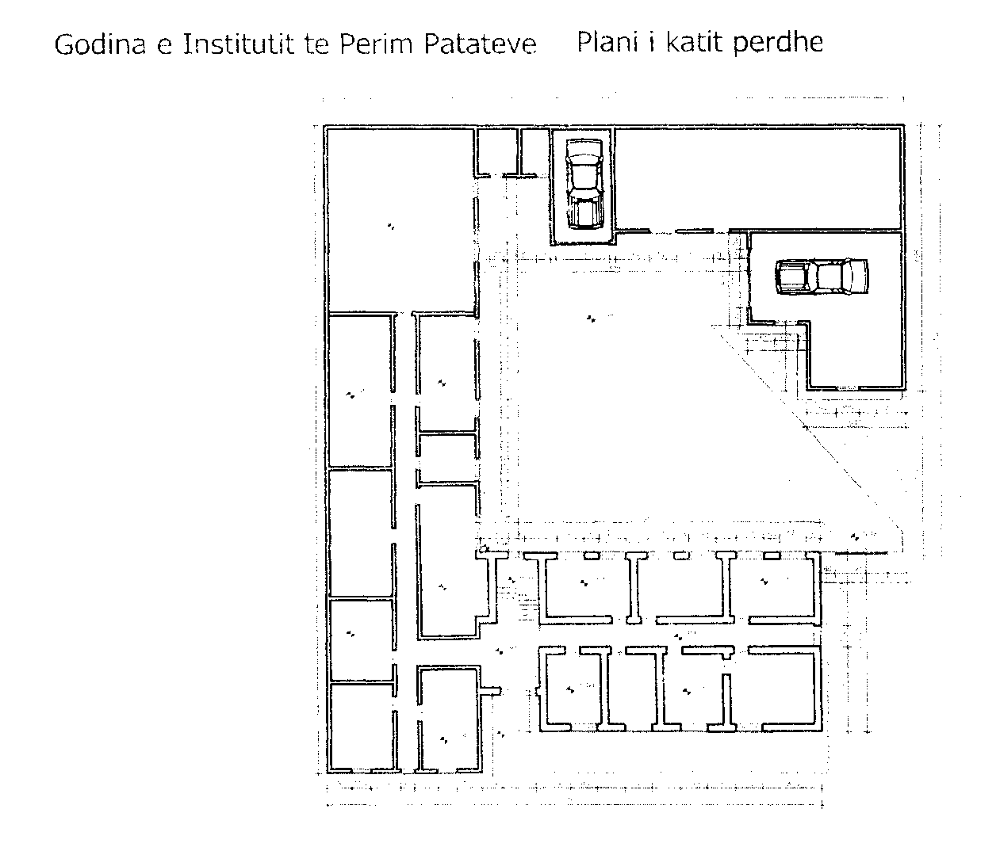 Godina e Institutit te Perim Patateve Plani i katit perdhe